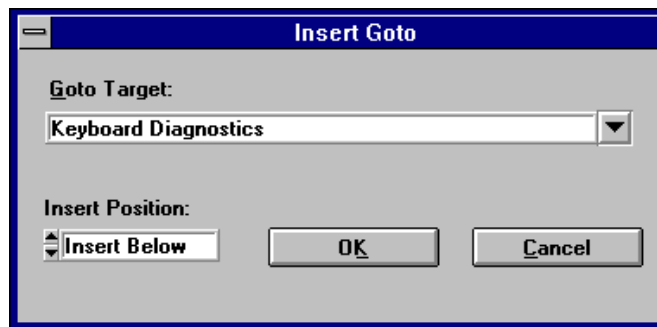 Insert Goto
Goto Target:
Keyboard Diagnostics
Insert Position:
Insert Below
OK
Cancel